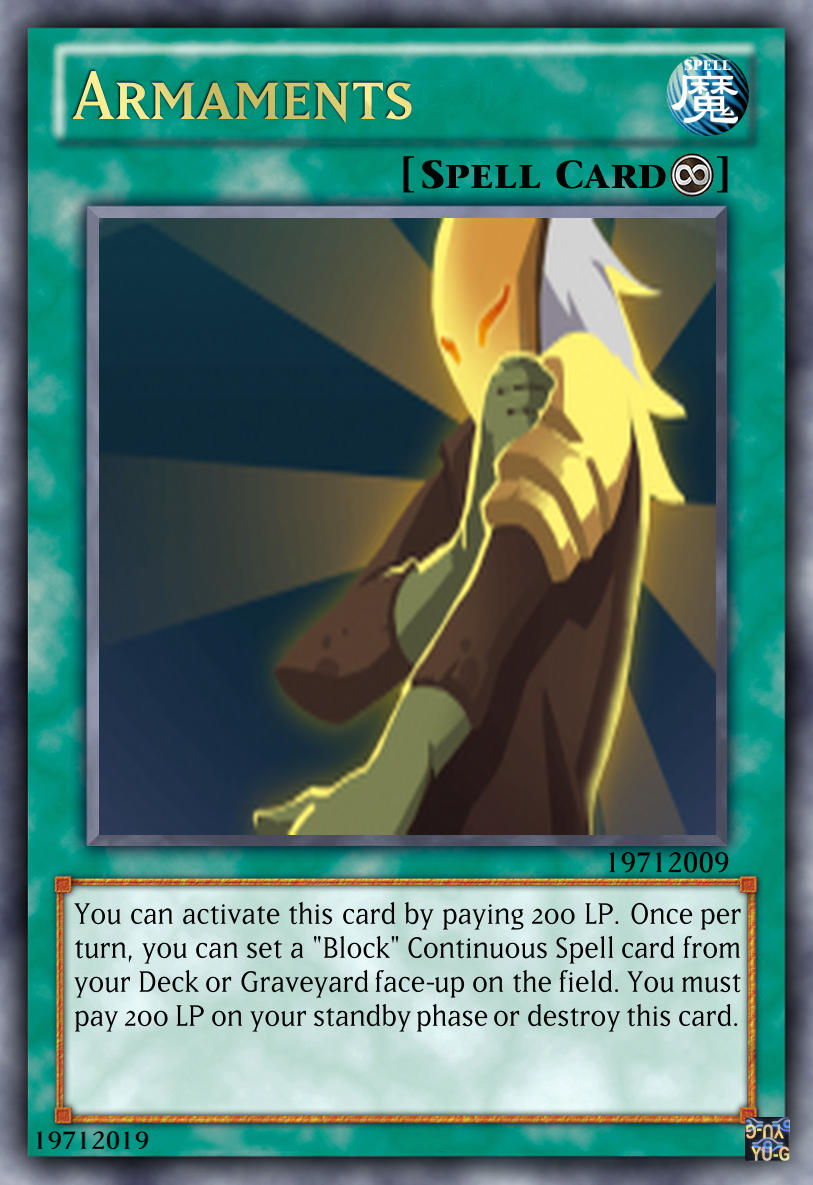 Armaments
SPELL
魔
[Spell Card∞]
19712009
You can activate this card by paying 200 LP. Once per
turn, you can set a "Block" Continuous Spell card from
your Deck or Graveyard face-up on the field. You must
pay 200 LP on your standby phase or destroy this card.
19712019
YU-G
YU-G